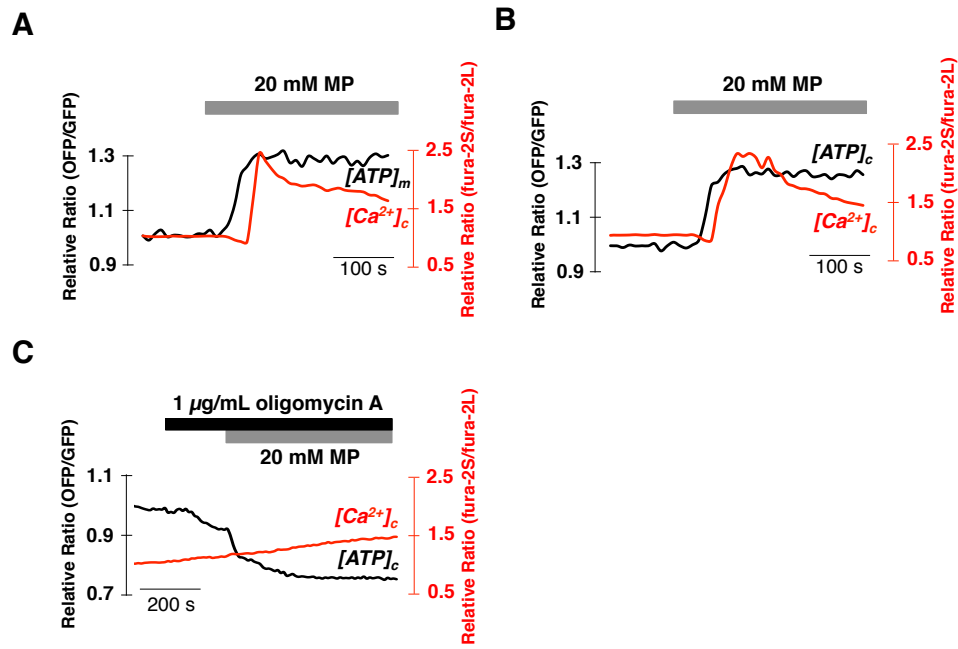 A
20 mM MP
Relative Ratio (OFP/GFP)
1.3
1.1
0.9
[ATP]m
[Ca2+]c
100 s
2.5
1.5
0.5
Relative Ratio (fura-2S/fura-2L)
B
20 mM MP
Relative Ratio (OFP/GFP)
1.3
1.1
0.9
[ATP]c
[Ca2+]c
100 s
2.5
1.5
0.5
Relative Ratio (fura-2S/fura-2L)
C
1 µg/mL oligomycin A
20 mM MP
Relative Ratio (OFP/GFP)
1.1
0.9
0.7
[Ca2+]c
[ATP]c
200 s
2.5
1.5
0.5
Relative Ratio (fura-2S/fura-2L)